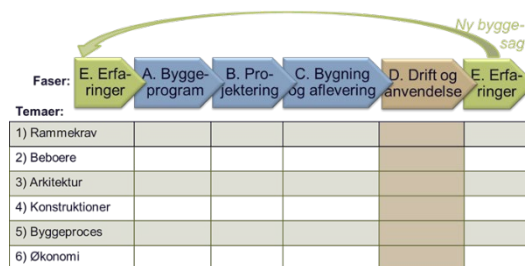 Ny bygge-
sag
Faser:
E. Erfa-
ringer
A. Bygge-
program
B. Pro-
jektering
C. Bygning
og aflevering
D. Drift og
anvendelse
E. Erfa-
ringer
Temaer:
1) Rammekrav
2) Beboere
3) Arkitektur
4) Konstruktioner
5) Byggeproces
6) Økonomi